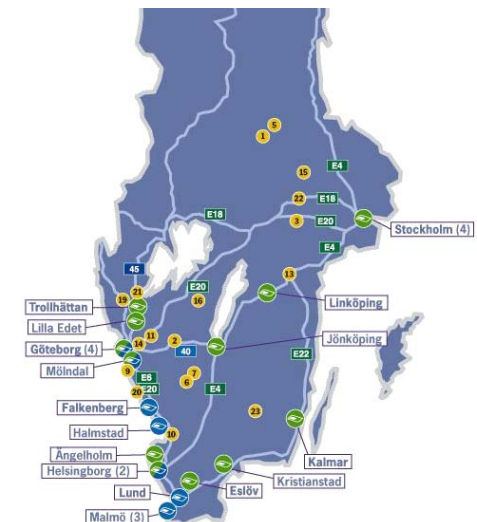 5
1
E4
15
22
E18
3
E18
E20
Stockholm (4)
E4
45
13
21
19
E20
16
Linköping
Trollhättan
Lilla Edet
11
14
2
Jönköping
Göteborg (4)
40
E22
Mölndal
9
7
E6
6
E4
E20
20
Falkenberg
23
Halmstad
10
Ängelholm
Kalmar
Helsingborg (2)
Kristianstad
Lund
Eslöv
Malmö (3)